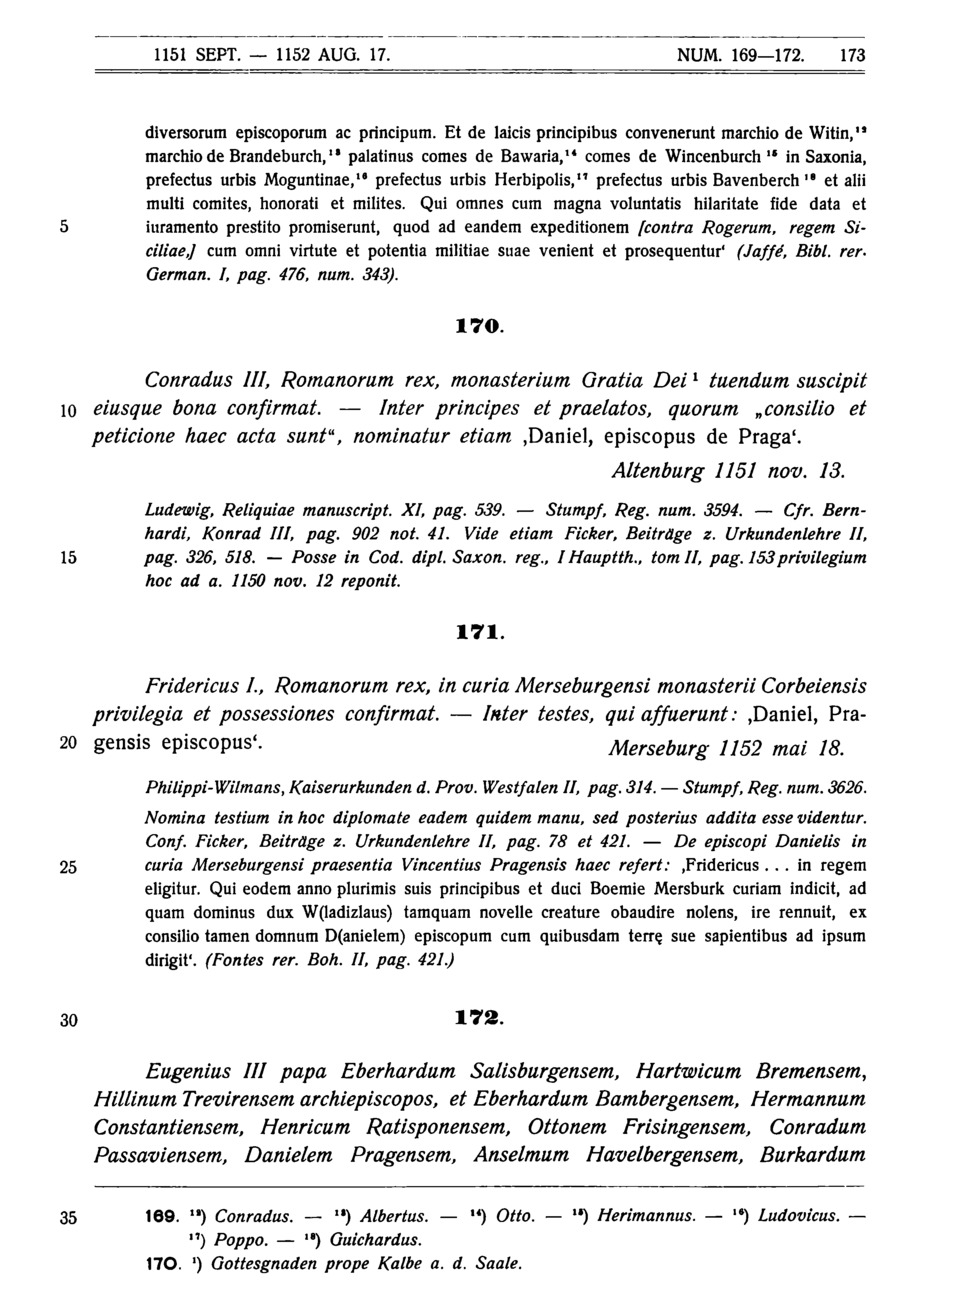 1151 SEPT. — 1152 AUG. 17. NUM. 169—172. 173
diversorum episcoporum ac principum. Et de laicis principibus convenerunt marchio de Witin,¹²
marchio de Brandeburch,¹³ palatinus comes de Bawaria,¹⁴ comes de Wincenburch ¹⁵ in Saxonia,
prefectus urbis Moguntinae,¹⁶ prefectus urbis Herbipolis,¹⁷ prefectus urbis Bavenberch ¹⁸ et alii
multi comites, honorati et milites. Qui omnes cum magna voluntatis hilaritate fide data et
5 iuramento prestito promiserunt, quod ad eandem expeditionem [contra Rogerum, regem Si-
ciliae,] cum omni virtute et potentia militiae suae venient et prosequentur‘ (Jaffé, Bibl. rer.
German. I, pag. 476, num. 343).
170.
Conradus III, Romanorum rex, monasterium Gratia Dei ¹ tuendum suscipit
10 eiusque bona confirmat. — Inter principes et praelatos, quorum „consilio et
peticione haec acta sunt“, nominatur etiam ‚Daniel, episcopus de Praga‘.
Altenburg 1151 nov. 13.
Ludewig, Reliquiae manuscript. XI, pag. 539. — Stumpf, Reg. num. 3594. — Cfr. Bern-
hardi, Konrad III, pag. 902 not. 41. Vide etiam Ficker, Beiträge z. Urkundenlehre II,
15 pag. 326, 518. — Posse in Cod. dipl. Saxon. reg., I Hauptth., tom II, pag. 153 privilegium
hoc ad a. 1150 nov. 12 reponit.
171.
Fridericus I., Romanorum rex, in curia Merseburgensi monasterii Corbeiensis
privilegia et possessiones confirmat. — Inter testes, qui affuerunt: ‚Daniel, Pra-
20 gensis episcopus‘. Merseburg 1152 mai 18.
Philippi-Wilmans, Kaiserurkunden d. Prov. Westfalen II, pag. 314. — Stumpf, Reg. num. 3626.
Nomina testium in hoc diplomate eadem quidem manu, sed posterius addita esse videntur.
Conf. Ficker, Beiträge z. Urkundenlehre II, pag. 78 et 421. — De episcopi Danielis in
25 curia Merseburgensi praesentia Vincentius Pragensis haec refert: ‚Fridericus . . . in regem
eligitur. Qui eodem anno plurimis suis principibus et duci Boemie Mersburk curiam indicit, ad
quam dominus dux W(ladizlaus) tamquam novelle creature obaudire nolens, ire rennuit, ex
consilio tamen domnum D(anielem) episcopum cum quibusdam terrę sue sapientibus ad ipsum
dirigit‘. (Fontes rer. Boh. II, pag. 421.)
30 172.
Eugenius III papa Eberhardum Salisburgensem, Hartwicum Bremensem,
Hillinum Trevirensem archiepiscopos, et Eberhardum Bambergensem, Hermannum
Constantiensem, Henricum Ratisponensem, Ottonem Frisingensem, Conradum
Passaviensem, Danielem Pragensem, Anselmum Havelbergensem, Burkardum
35 169. ¹²) Conradus. — ¹³) Albertus. — ¹⁴) Otto. — ¹⁵) Herimannus. — ¹⁶) Ludovicus. —
¹⁷) Poppo. — ¹⁸) Guichardus.
170. ¹) Gottesgnaden prope Kalbe a. d. Saale.